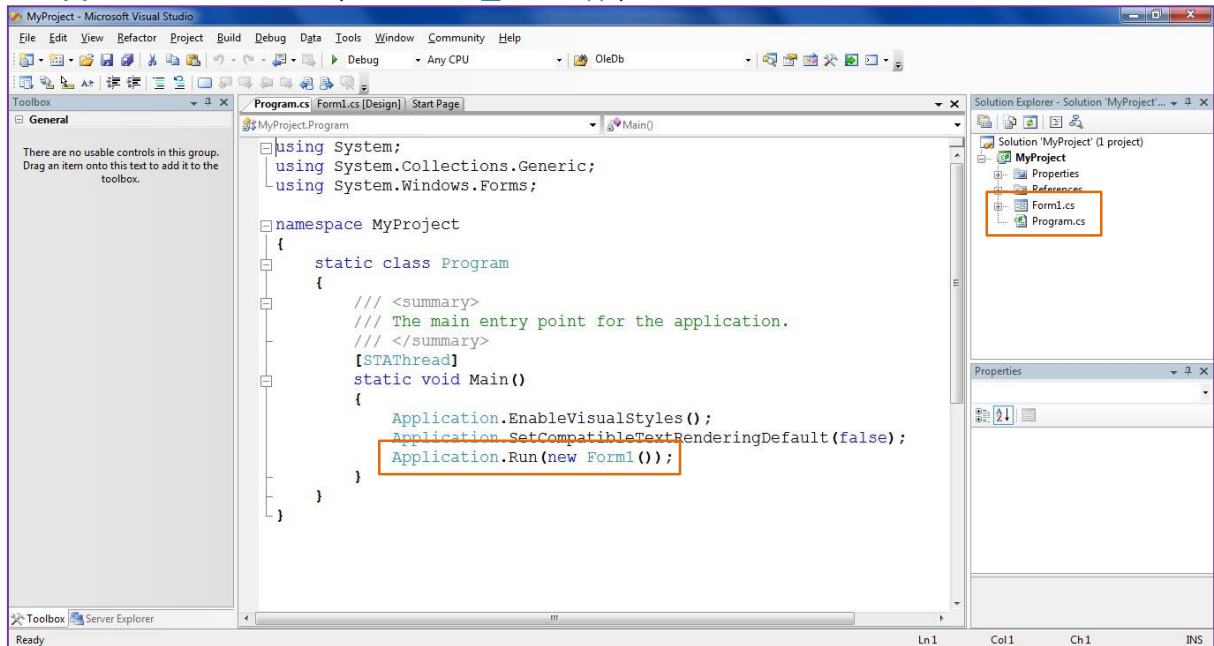 MyProject - Microsoft Visual Studio
File Edit View Refactor Project Build Debug Data Tools Window Community Help
Debug Any CPU OleDb
Toolbox
General
There are no usable controls in this group.
Drag an item onto this text to add it to the
toolbox.
Program.cs Form1.cs [Design] Start Page
MyProject.Program Main()
using System;
using System.Collections.Generic;
using System.Windows.Forms;
namespace MyProject
{
static class Program
{
/// <summary>
/// The main entry point for the application.
/// </summary>
[STAThread]
static void Main()
{
Application.EnableVisualStyles();
Application.SetCompatibleTextRenderingDefault(false);
Application.Run(new Form1());
}
}
}
Solution Explorer - Solution 'MyProject'...
Solution 'MyProject' (1 project)
MyProject
Properties
References
Form1.cs
Program.cs
Properties
Toolbox Server Explorer
Ready Ln 1 Col 1 Ch 1 INS